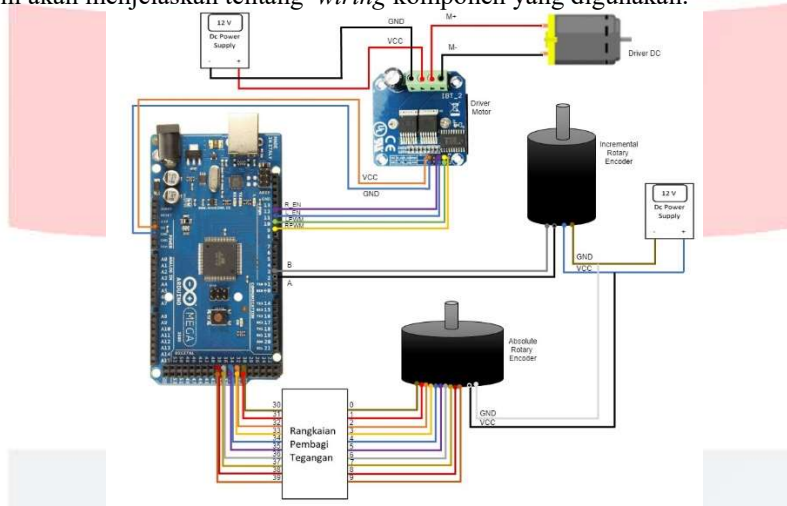 akan menjelaskan tentang wiring komponen yang digunakan.
12 V
Dc Power
Supply
- +
GND
VCC
M+
M-
Driver DC
IBT_2
Driver
Motor
VCC
GND
R_EN
L_EN
LPWM
RPWM
B
A
Incremental
Rotary
Encoder
12 V
Dc Power
Supply
- +
GND
VCC
ARDUINO
MEGA
Absolute
Rotary
Encoder
GND
VCC
Rangkaian
Pembagi
Tegangan
30
31
32
33
34
35
36
37
38
39
0
1
2
3
4
5
6
7
8
9